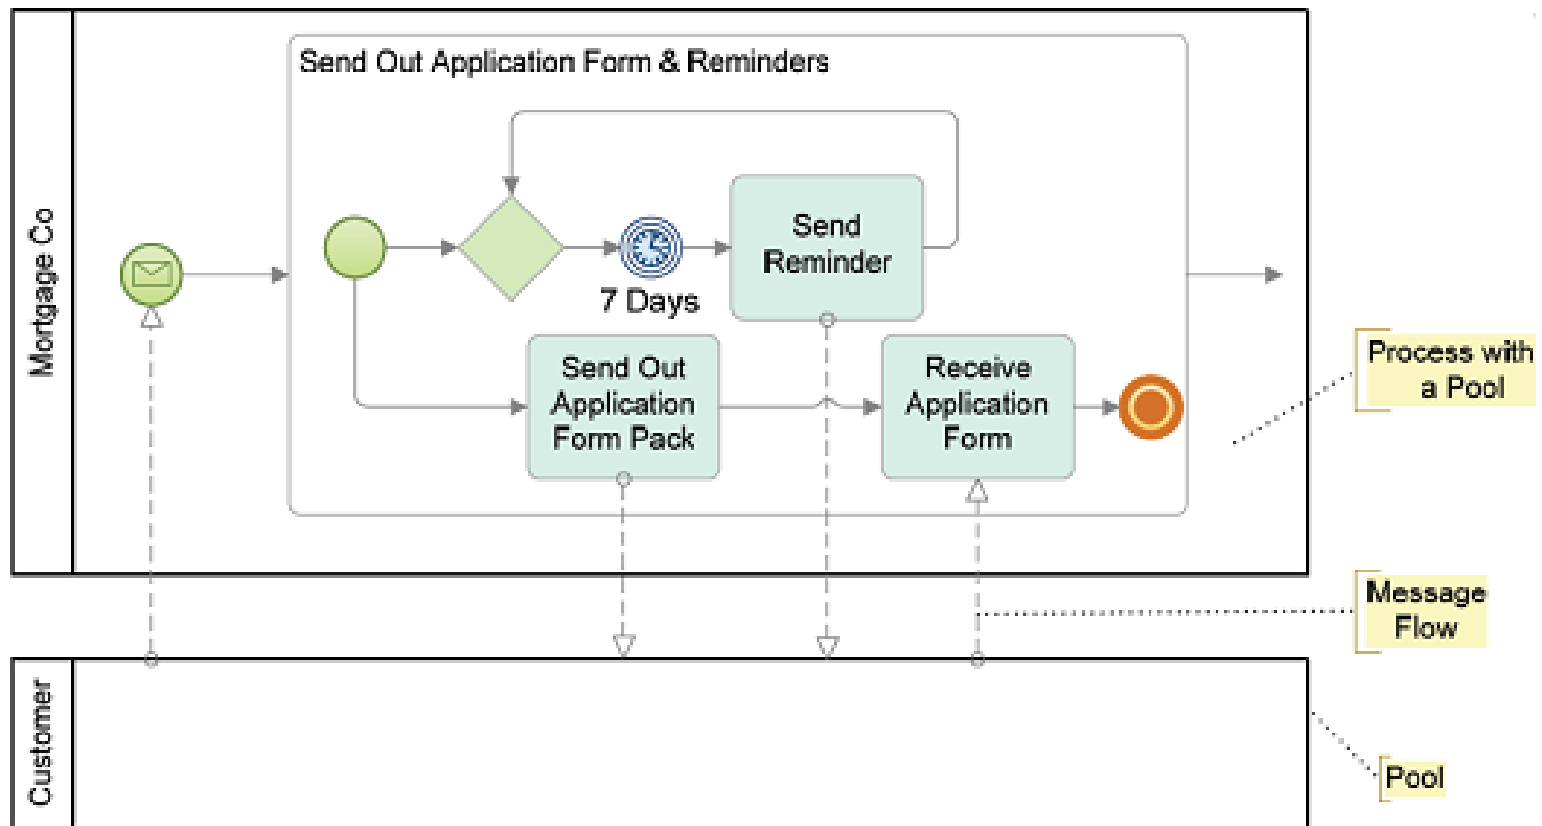 Send Out Application Form & Reminders
Mortgage Co
7 Days
Send
Reminder
Send Out
Application
Form Pack
Receive
Application
Form
Process with
a Pool
Message
Flow
Customer
Pool